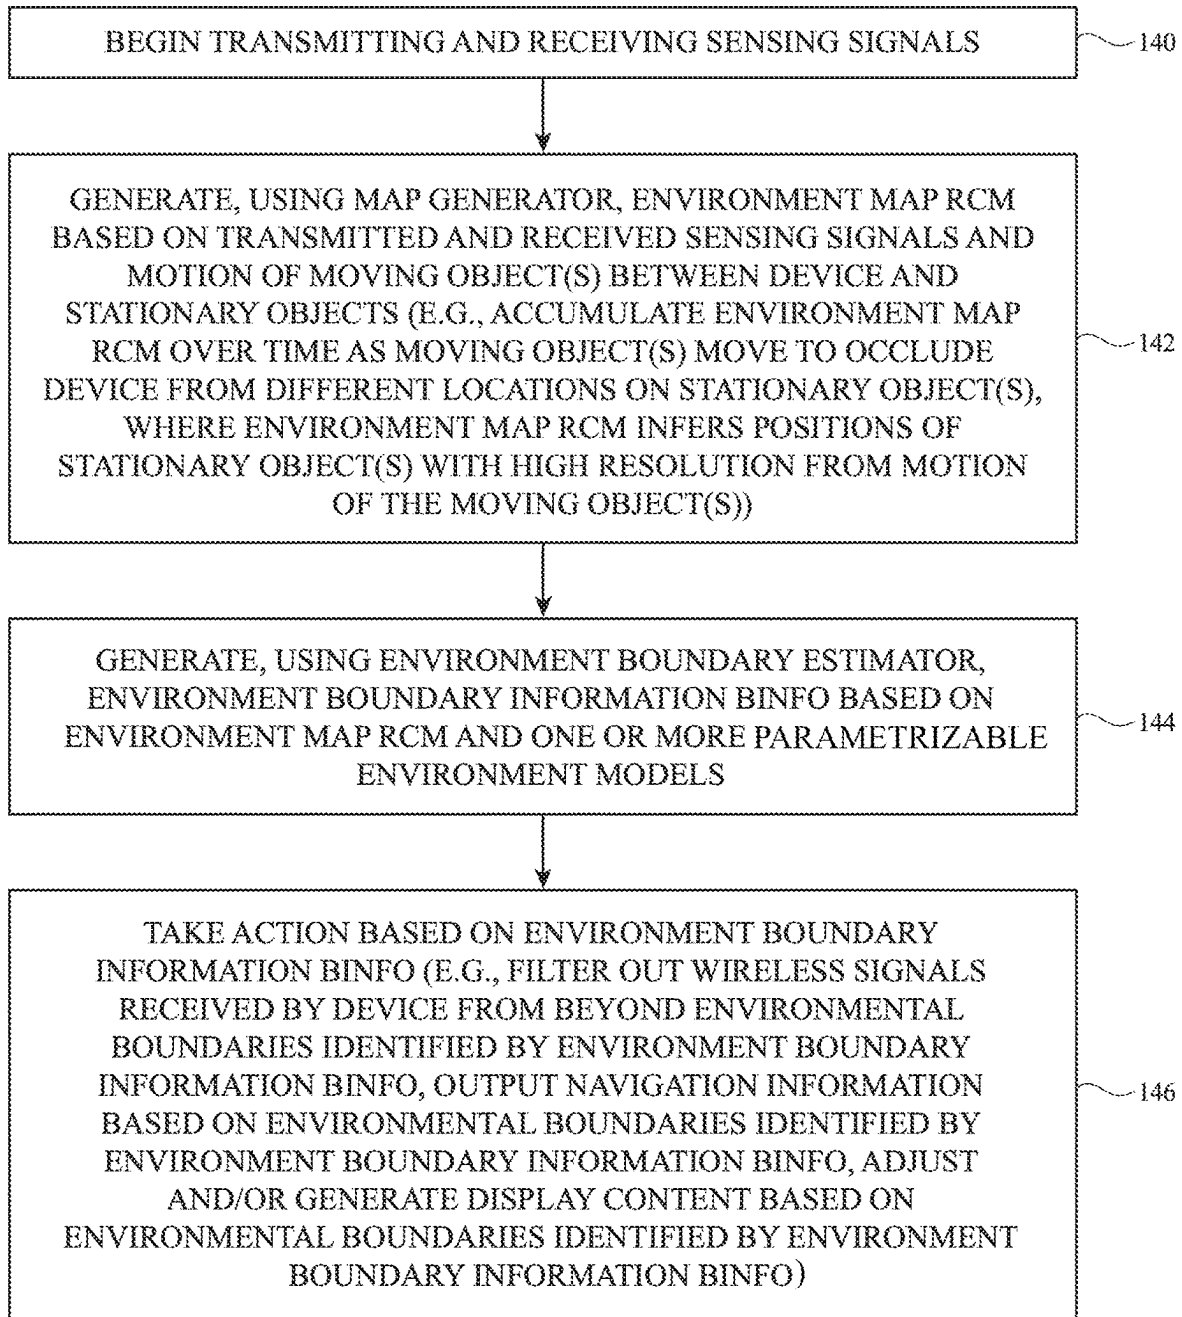 BEGIN TRANSMITTING AND RECEIVING SENSING SIGNALS
140
GENERATE, USING MAP GENERATOR, ENVIRONMENT MAP RCM
BASED ON TRANSMITTED AND RECEIVED SENSING SIGNALS AND
MOTION OF MOVING OBJECT(S) BETWEEN DEVICE AND
STATIONARY OBJECTS (E.G., ACCUMULATE ENVIRONMENT MAP
RCM OVER TIME AS MOVING OBJECT(S) MOVE TO OCCLUDE
DEVICE FROM DIFFERENT LOCATIONS ON STATIONARY OBJECT(S),
WHERE ENVIRONMENT MAP RCM INFERS POSITIONS OF
STATIONARY OBJECT(S) WITH HIGH RESOLUTION FROM MOTION
OF THE MOVING OBJECT(S))
142
GENERATE, USING ENVIRONMENT BOUNDARY ESTIMATOR,
ENVIRONMENT BOUNDARY INFORMATION BINFO BASED ON
ENVIRONMENT MAP RCM AND ONE OR MORE PARAMETRIZABLE
ENVIRONMENT MODELS
144
TAKE ACTION BASED ON ENVIRONMENT BOUNDARY
INFORMATION BINFO (E.G., FILTER OUT WIRELESS SIGNALS
RECEIVED BY DEVICE FROM BEYOND ENVIRONMENTAL
BOUNDARIES IDENTIFIED BY ENVIRONMENT BOUNDARY
INFORMATION BINFO, OUTPUT NAVIGATION INFORMATION
BASED ON ENVIRONMENTAL BOUNDARIES IDENTIFIED BY
ENVIRONMENT BOUNDARY INFORMATION BINFO, ADJUST
AND/OR GENERATE DISPLAY CONTENT BASED ON
ENVIRONMENTAL BOUNDARIES IDENTIFIED BY ENVIRONMENT
BOUNDARY INFORMATION BINFO)
146